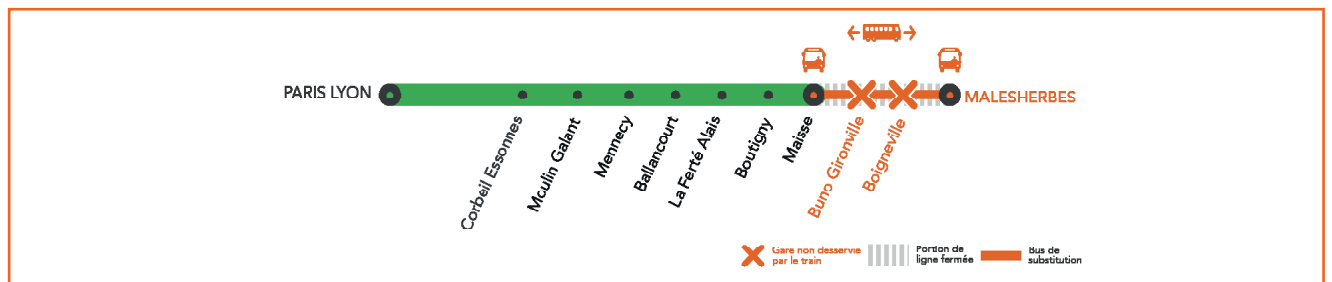 PARIS LYON
Corbeil Essonnes
Moulin Galant
Mennecy
Ballancourt
La Ferté Alais
Boutigny
Maisse
Buno Gironville
Boigneville
MALESHERBES
Gare non desservie
par le train
Portion de
ligne fermée
Bus de
substitution